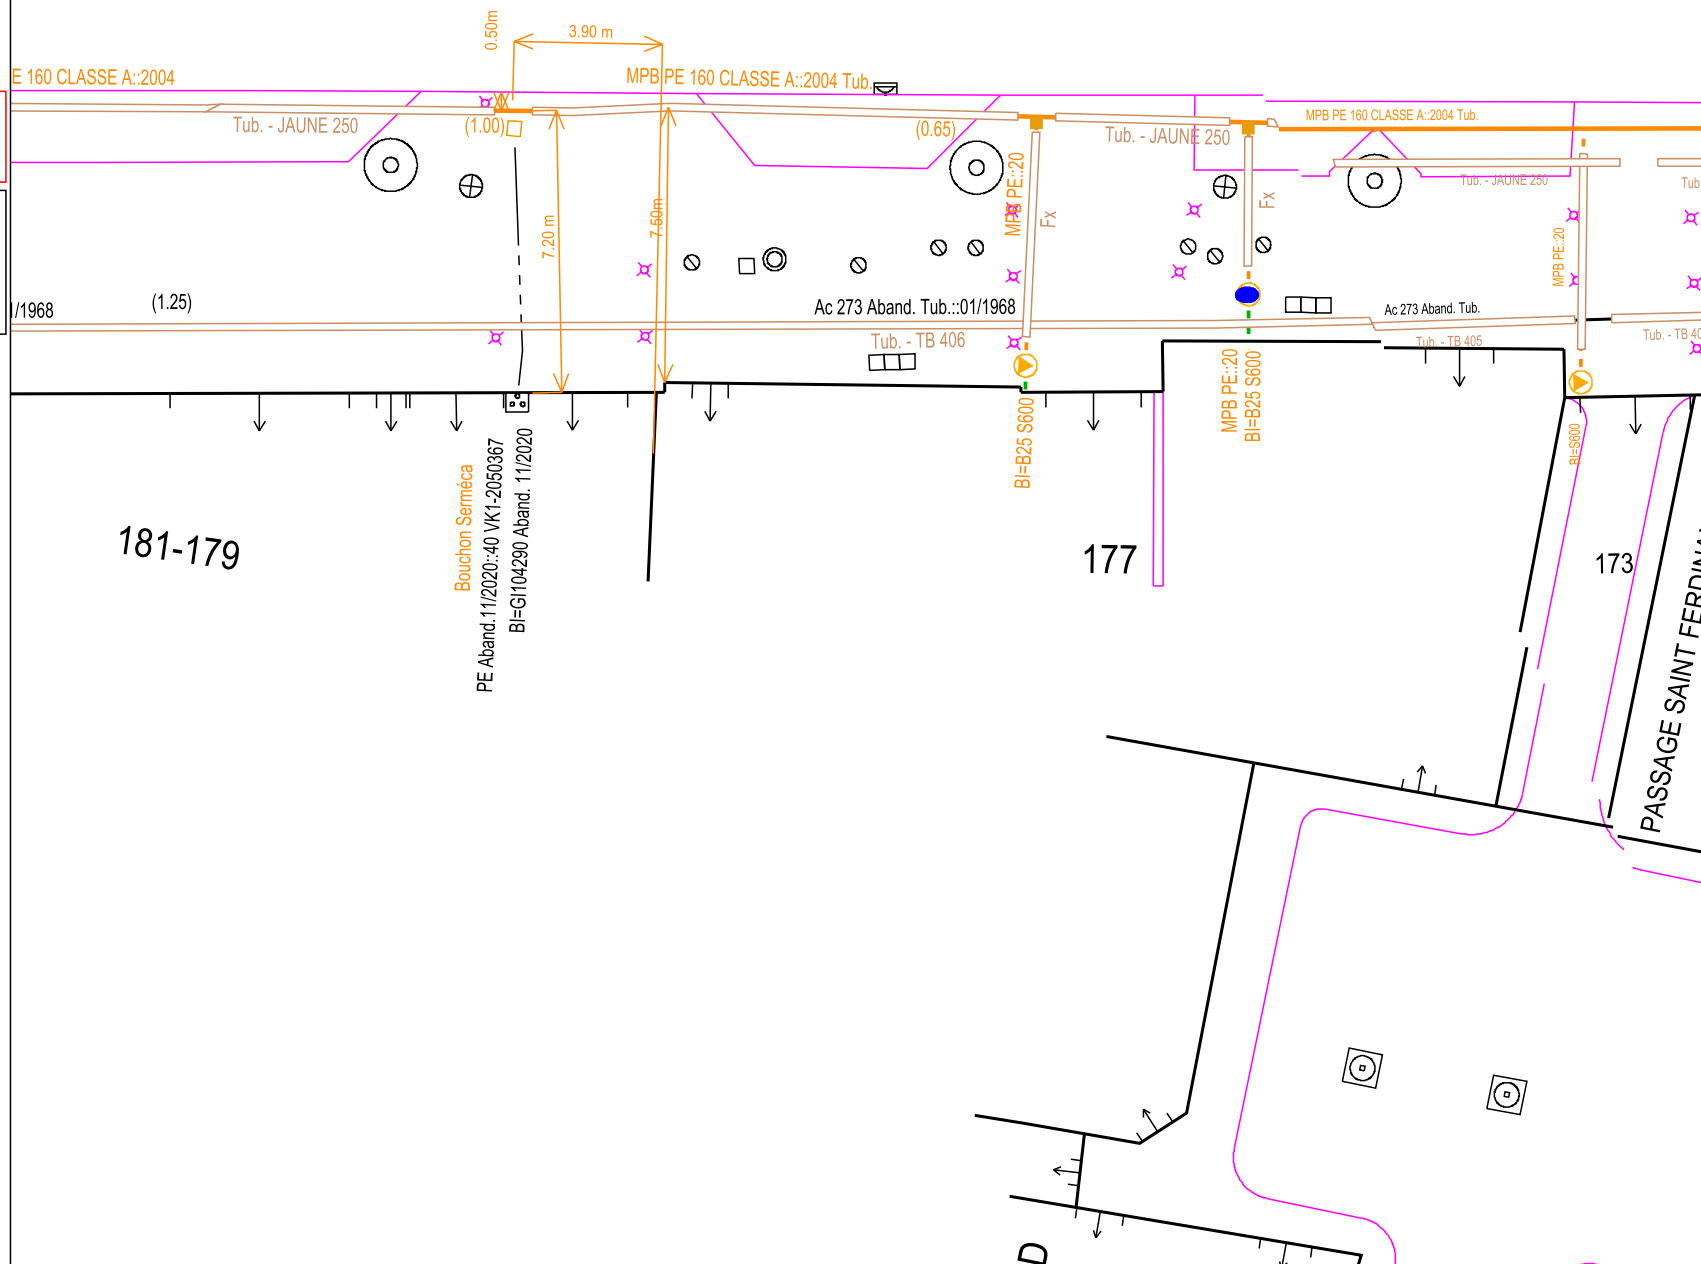 0.50m
3.90 m
E 160 CLASSE A::2004
MPB PE 160 CLASSE A::2004 Tub.
MPB PE 160 CLASSE A::2004 Tub.
Tub. - JAUNE 250
(1.00)
(0.65)
Tub. - JAUNE 250
Tub. - JAUNE 250
Tub
7.20 m
7.50m
MPB PE::20
Fx
Fx
MPB PE::20
1/1968
(1.25)
Ac 273 Aband. Tub.::01/1968
Ac 273 Aband. Tub.
Tub. - TB 406
Tub. - TB 405
Tub. - TB 40
MPB PE::20
BI=B25 S600
BI=B25 S600
BI=S600
Bouchon Serméca
PE Aband.11/2020::40 VK1-2050367
BI=GI104290 Aband. 11/2020
181-179
177
173
PASSAGE SAINT FERDINAN
D